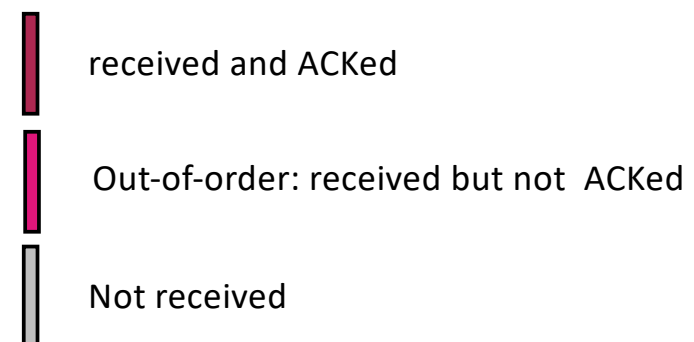 received and ACKed
Out-of-order: received but not  ACKed
Not received